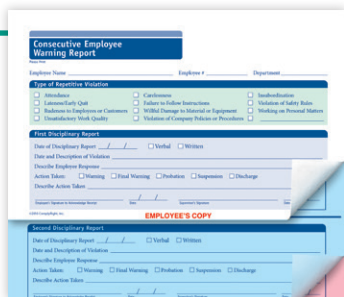 Consecutive Employee
Warning Report
Please Print
Employee Name Employee # Department
Type of Repetitive Violation
Attendance Carelessness Insubordination
Lateness/Early Quit Failure to Follow Instructions Violation of Safety Rules
Rudeness to Employees or Customers Willful Damage to Material or Equipment Working on Personal Matters
Unsatisfactory Work Quality Violation of Company Policies or Procedures
First Disciplinary Report
Date of Disciplinary Report / / Verbal Written
Date and Description of Violation
Describe Employee Response
Action Taken: Warning Final Warning Probation Suspension Discharge
Describe Action Taken
/ /
Employee's Signature to Acknowledge Receipt Date Supervisor's Signature Date
EMPLOYEE'S COPY
Second Disciplinary Report
Date of Disciplinary Report / / Verbal Written
Date and Description of Violation
Describe Employee Response
Action Taken: Warning Final Warning Probation Suspension Discharge
Describe Action Taken
/ /